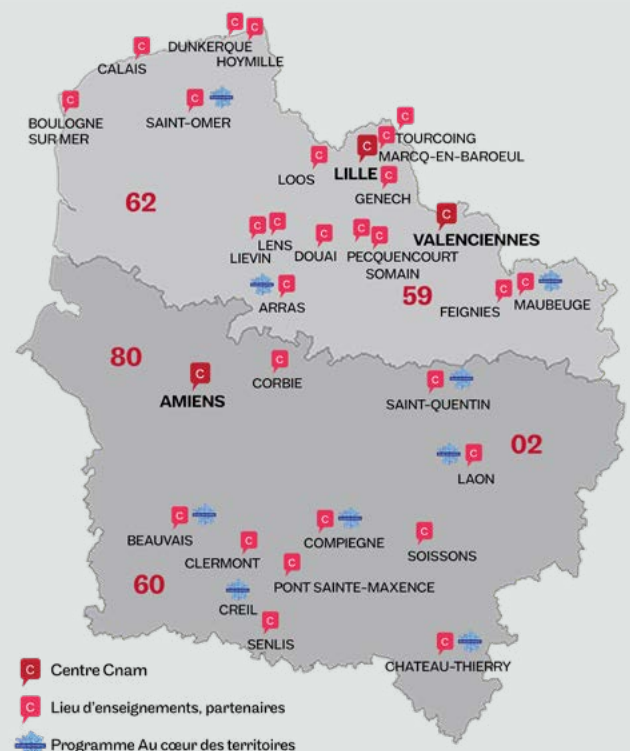 DUNKERQUE
HOYMILLE
CALAIS
BOULOGNE
SUR MER
SAINT-OMER
TOURCOING
MARCQ-EN-BAROEUL
LILLE
LOOS
GENECH
62
VALENCIENNES
LIEVIN
LENS
DOUAI
PECQUENCOURT
SOMAIN
ARRAS
59
FEIGNIES
MAUBEUGE
80
AMIENS
CORBIE
SAINT-QUENTIN
02
LAON
BEAUVAIS
CLERMONT
COMPIEGNE
SOISSONS
PONT SAINTE-MAXENCE
60
CREIL
SENLIS
CHATEAU-THIERRY
C Centre Cnam
C Lieu d'enseignements, partenaires
Programme Au cœur des territoires